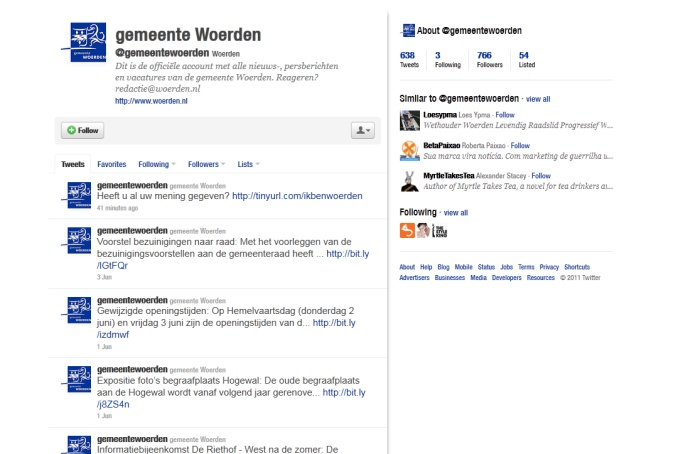 gemeente Woerden
@gemeentewoerden Woerden
Dit is de officiële account met alle nieuws-, persberichten
en vacatures van de gemeente Woerden. Reageren?
redactie@woerden.nl
http://www.woerden.nl
Follow
Tweets Favorites Following Followers Lists
gemeentewoerden gemeente Woerden
Heeft u al uw mening gegeven? http://tinyurl.com/ikbenwoerden
41 minutes ago
gemeentewoerden gemeente Woerden
Voorstel bezuinigingen naar raad: Met het voorleggen van de
bezuinigingsvoorstellen aan de gemeenteraad heeft ... http://bit.ly
/lGtFQr
3 Jun
gemeentewoerden gemeente Woerden
Gewijzigde openingstijden: Op Hemelvaartsdag (donderdag 2
juni) en vrijdag 3 juni zijn de openingstijden van d... http://bit.ly
/izdmwf
1 Jun
gemeentewoerden gemeente Woerden
Expositie foto's begraafplaats Hogewal: De oude begraafplaats
aan de Hogewal wordt vanaf volgend jaar gerenove... http://bit.ly
/j8ZS4n
1 Jun
gemeentewoerden gemeente Woerden
Informatiebijeenkomst De Riethof - West na de zomer: De
About @gemeentewoerden
638 3 766 54
Tweets Following Followers Listed
Similar to @gemeentewoerden · view all
Loesypma Loes Ypma · Follow
Wethouder Woerden Levendig Raadslid Progressief W...
BetaPaixao Roberta Paixao · Follow
Sua marca vira notícia. Com marketing de guerrilha u...
MyrtleTakesTea Alexander Stacey · Follow
Author of Myrtle Takes Tea, a novel for tea drinkers a...
Following · view all
THE
STYLE
KING
About Help Blog Mobile Status Jobs Terms Privacy Shortcuts
Advertisers Businesses Media Developers Resources © 2011 Twitter